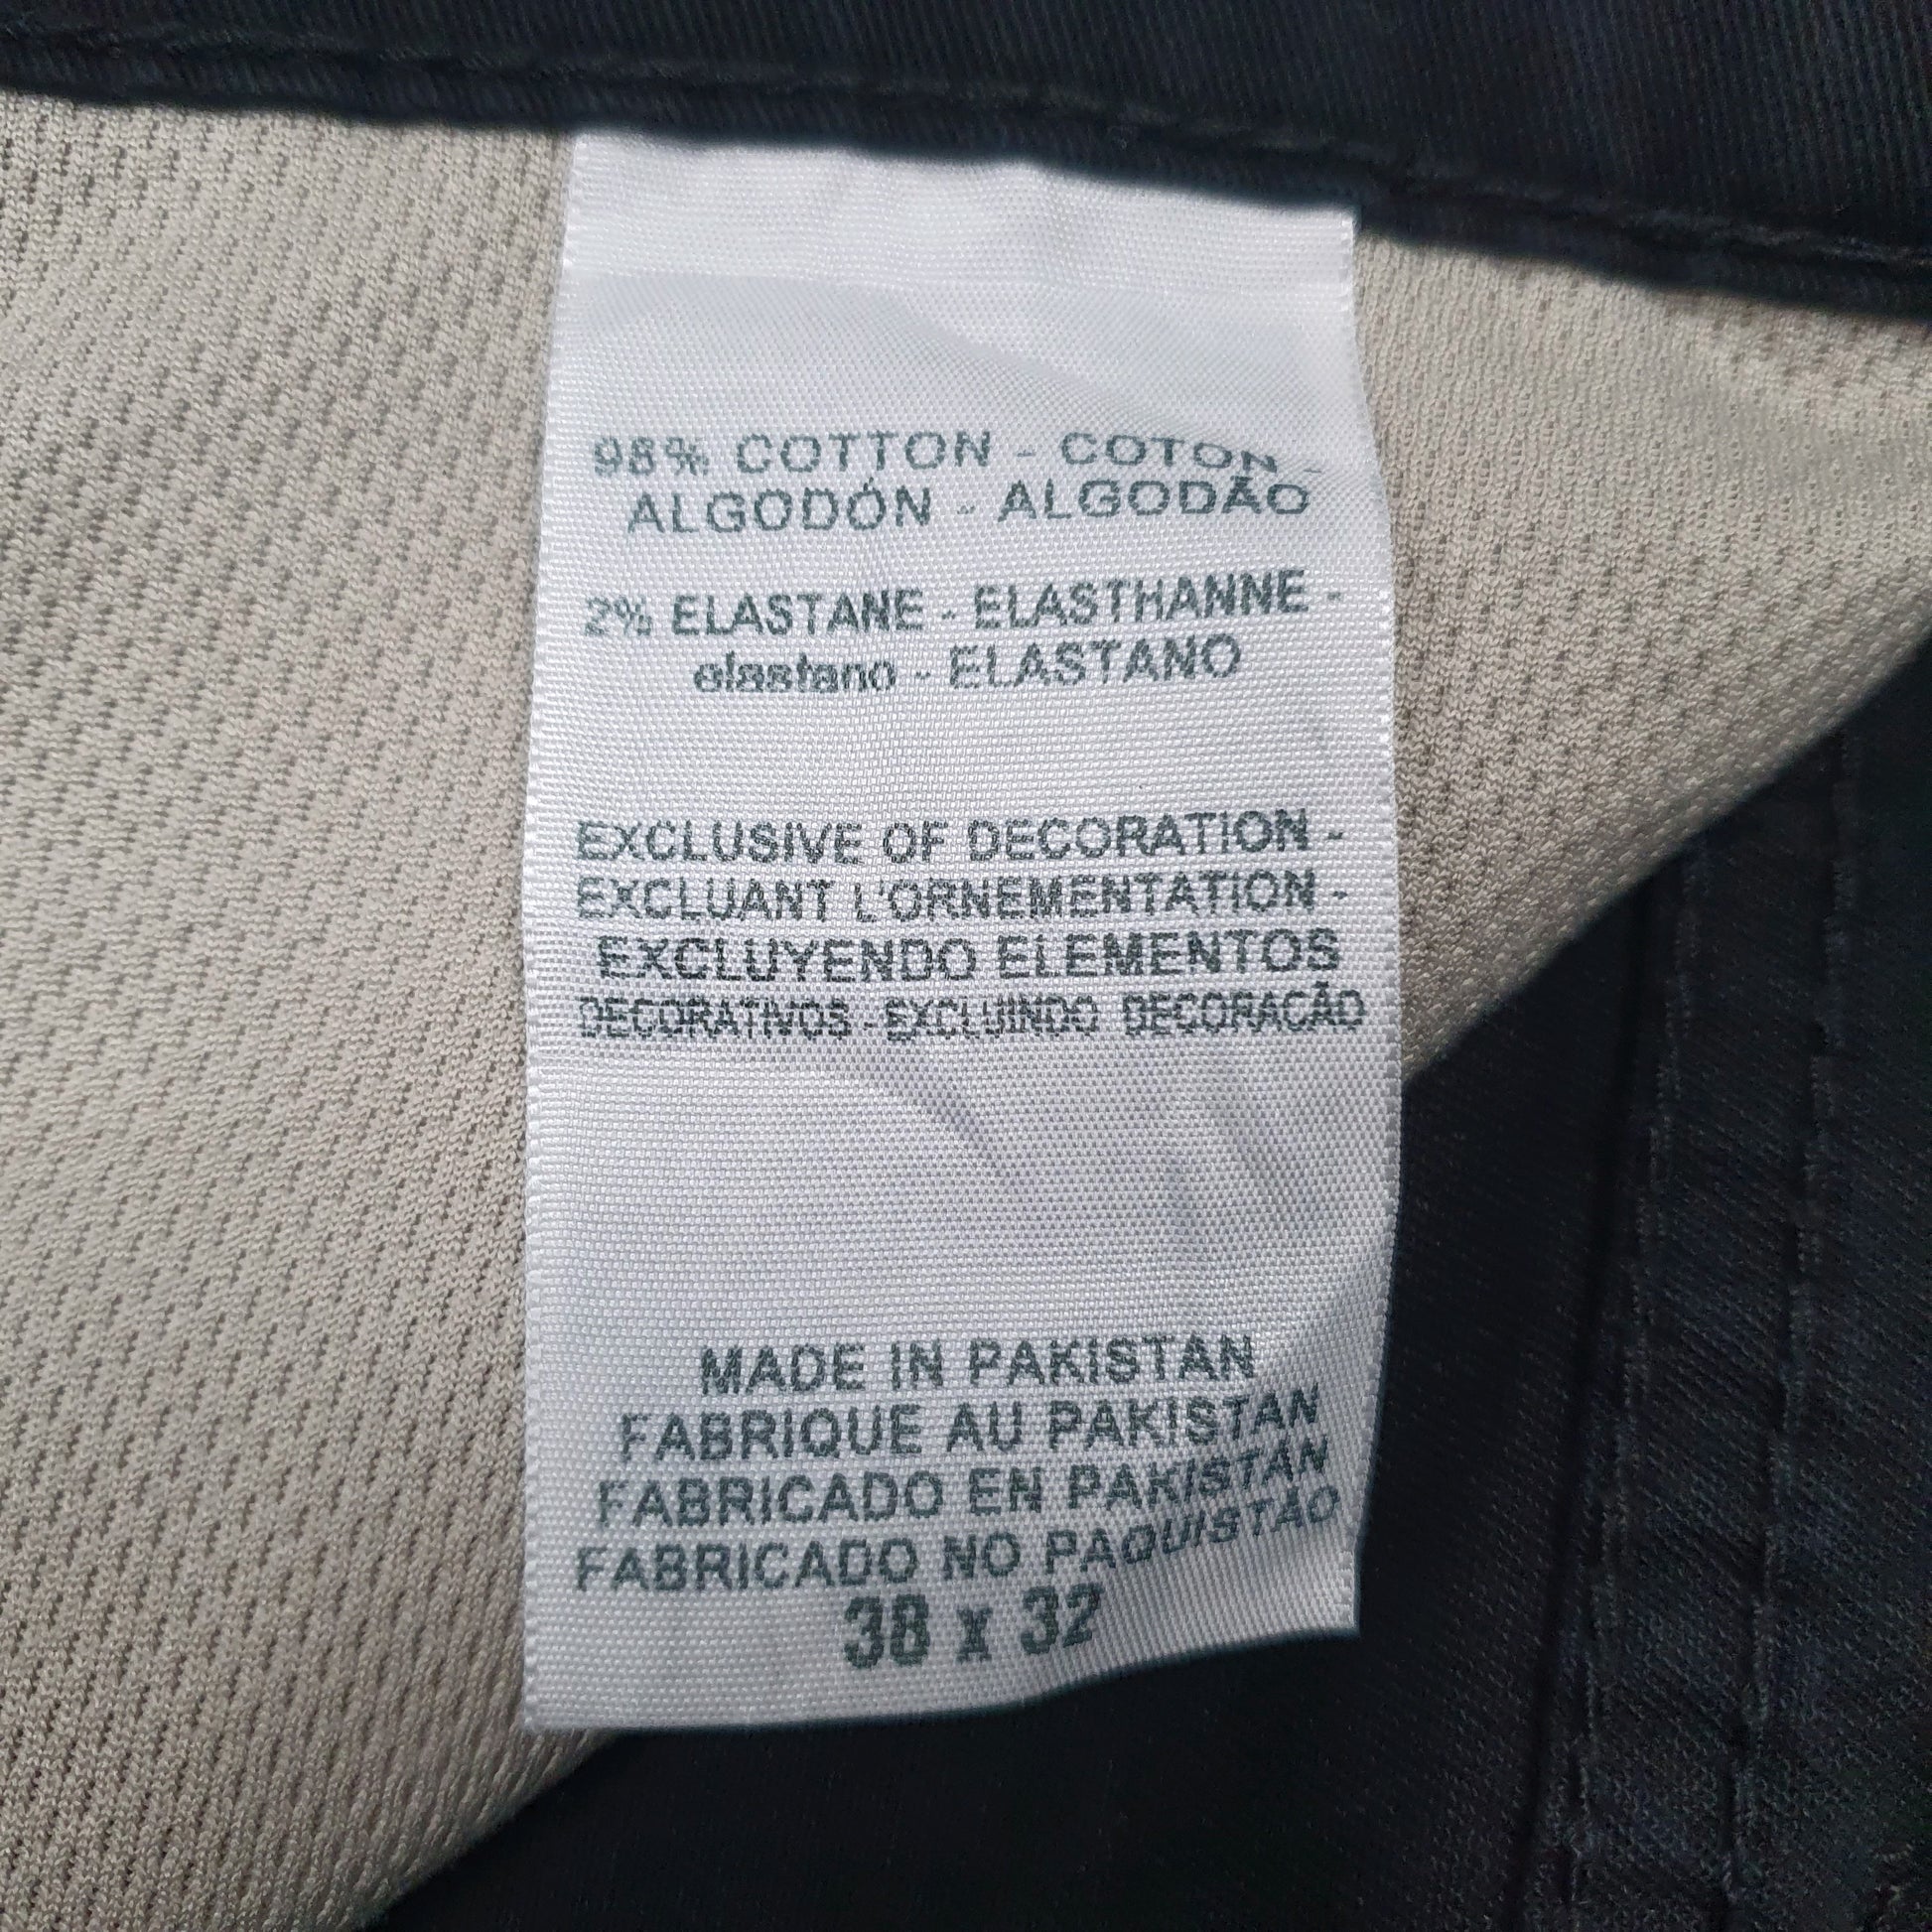 98% COTTON - COTON -
ALGODÓN - ALGODÃO
2% ELASTANE - ELASTHANNE -
elastano - ELASTANO
EXCLUSIVE OF DECORATION -
EXCLUANT L'ORNEMENTATION -
EXCLUYENDO ELEMENTOS
DECORATIVOS - EXCLUINDO DECORAÇÃO
MADE IN PAKISTAN
FABRIQUE AU PAKISTAN
FABRICADO EN PAKISTÁN
FABRICADO NO PAQUISTÃO
38 x 32